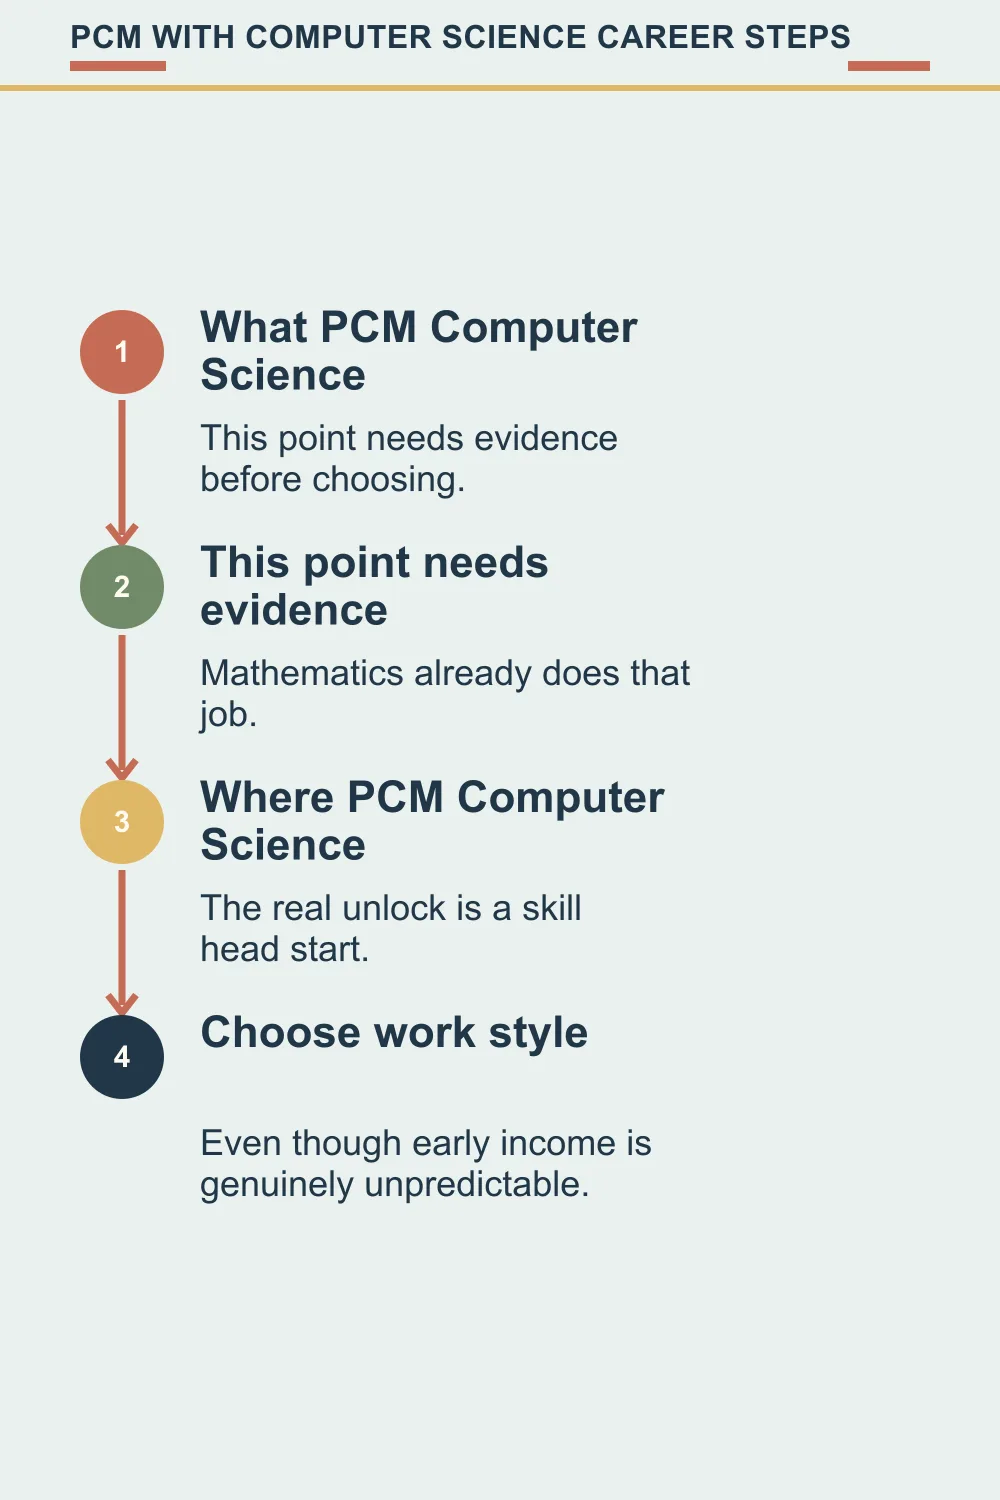 PCM WITH COMPUTER SCIENCE CAREER STEPS
1
What PCM Computer
Science
This point needs evidence
before choosing.
2
This point needs
evidence
Mathematics already does that
job.
3
Where PCM Computer
Science
The real unlock is a skill
head start.
4
Choose work style
Even though early income is
genuinely unpredictable.